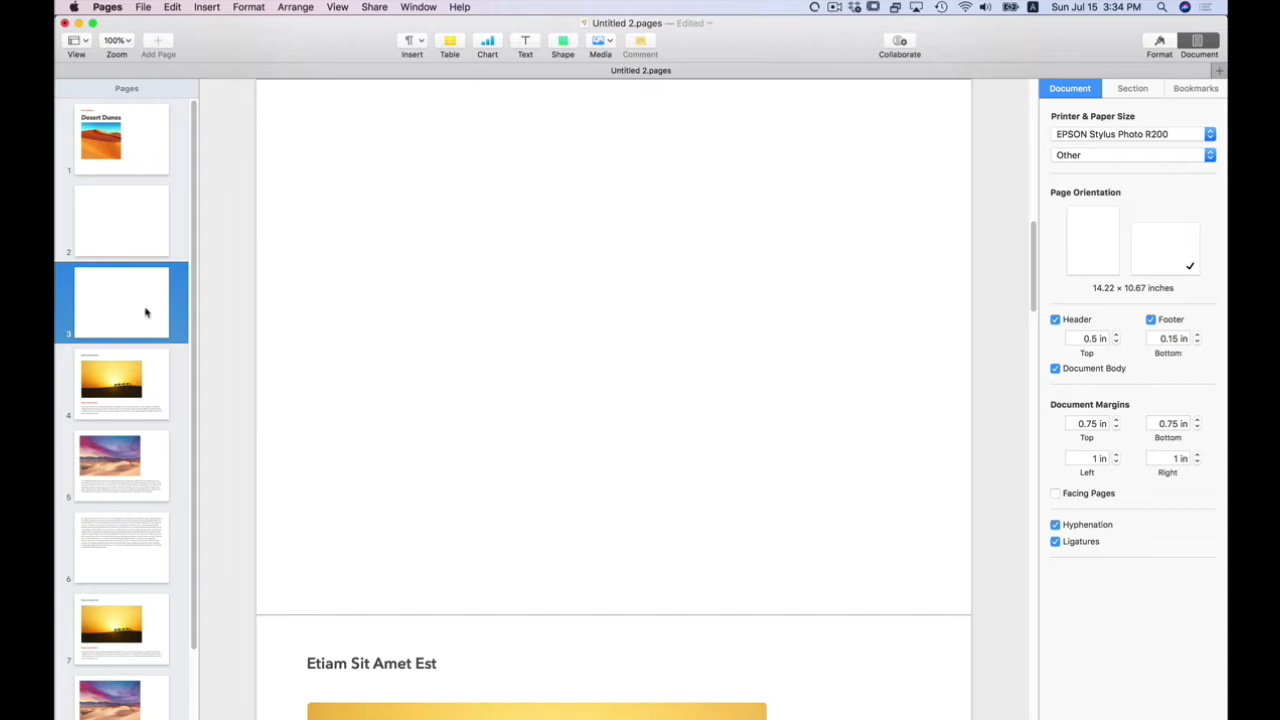 Pages File Edit Insert Format Arrange View Share Window Help Sun Jul 15 3:34 PM
Untitled 2.pages — Edited
100%
View Zoom Add Page Insert Table Chart Text Shape Media Comment Collaborate Format Document
Untitled 2.pages
Pages
Desert Dunes
1
2
3
4
5
6
7
Etiam Sit Amet Est
Document Section Bookmarks
Printer & Paper Size
EPSON Stylus Photo R200
Other
Page Orientation
14.22 × 10.67 inches
Header Footer
0.5 in 0.15 in
Top Bottom
Document Body
Document Margins
0.75 in 0.75 in
Top Bottom
1 in 1 in
Left Right
Facing Pages
Hyphenation
Ligatures